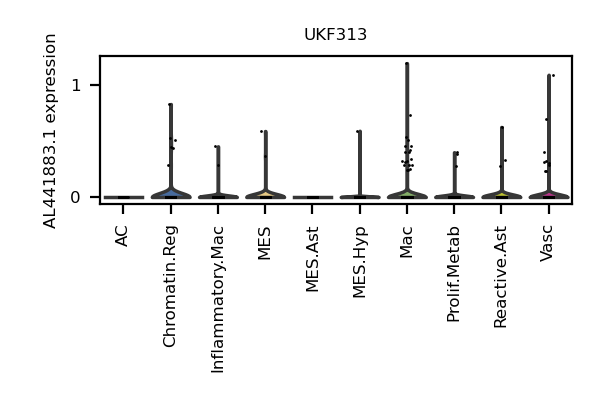 UKF313
AL441883.1 expression
1
0
AC
Chromatin.Reg
Inflammatory.Mac
MES
MES.Ast
MES.Hyp
Mac
Prolif.Metab
Reactive.Ast
Vasc